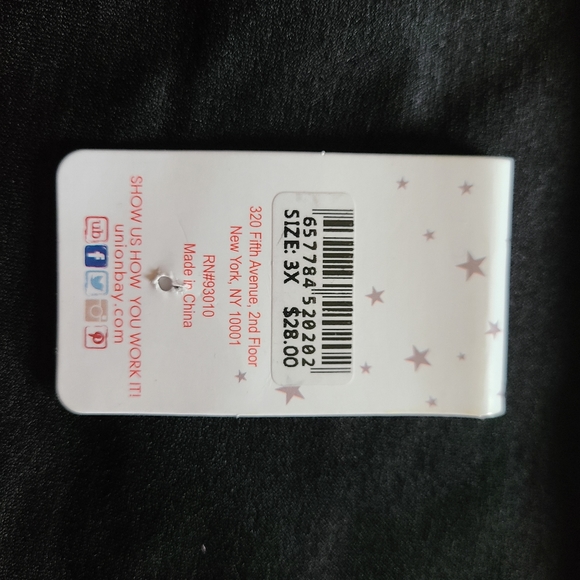 657784 520202
SIZE: 3X $28.00
320 Fifth Avenue, 2nd Floor
New York, NY 10001
RN#93010
Made in China
SHOW US HOW YOU WORK IT!
unionbay.com
ub